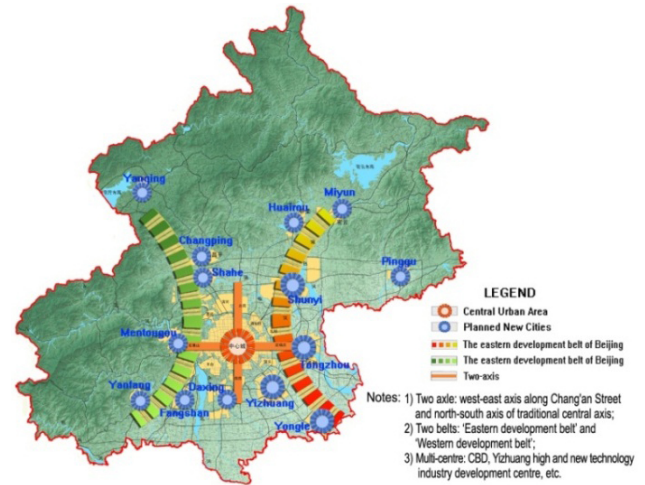 Yanqing
Miyun
Huairou
Changping
Shahe
Pinggu
Shunyi
Mentougou
中心城
Tongzhou
Yanfang
Daxing
Fangshan
Yizhuang
Yongle
LEGEND
Central Urban Area
Planned New Cities
The eastern development belt of Beijing
The eastern development belt of Beijing
Two-axis
Notes: 1) Two axle: west-east axis along Chang'an Street
and north-south axis of traditional central axis;
2) Two belts: 'Eastern development belt' and
'Western development belt';
3) Multi-centre: CBD, Yizhuang high and new technology
industry development centre, etc.